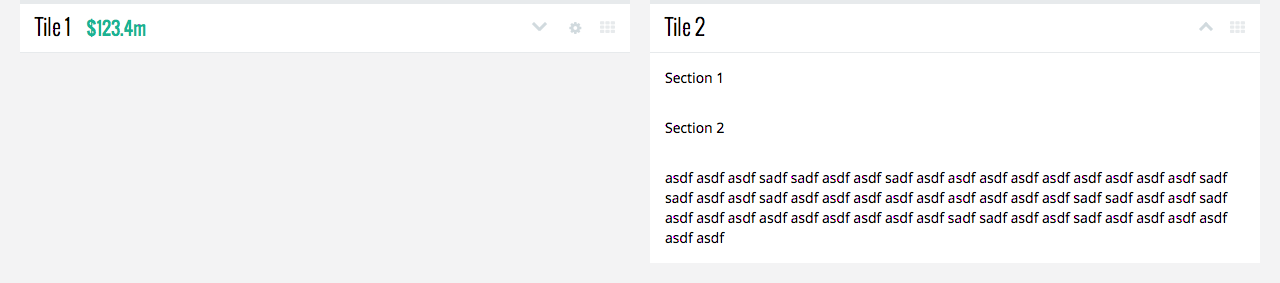 Tile 1 $123.4m
Tile 2
Section 1
Section 2
asdf asdf asdf sadf sadf asdf asdf sadf asdf asdf asdf asdf asdf asdf asdf asdf asdf sadf
sadf asdf asdf sadf asdf asdf asdf asdf asdf asdf asdf asdf asdf sadf sadf asdf asdf sadf
asdf asdf asdf asdf asdf asdf asdf asdf asdf sadf sadf asdf asdf sadf asdf asdf asdf asdf
asdf asdf